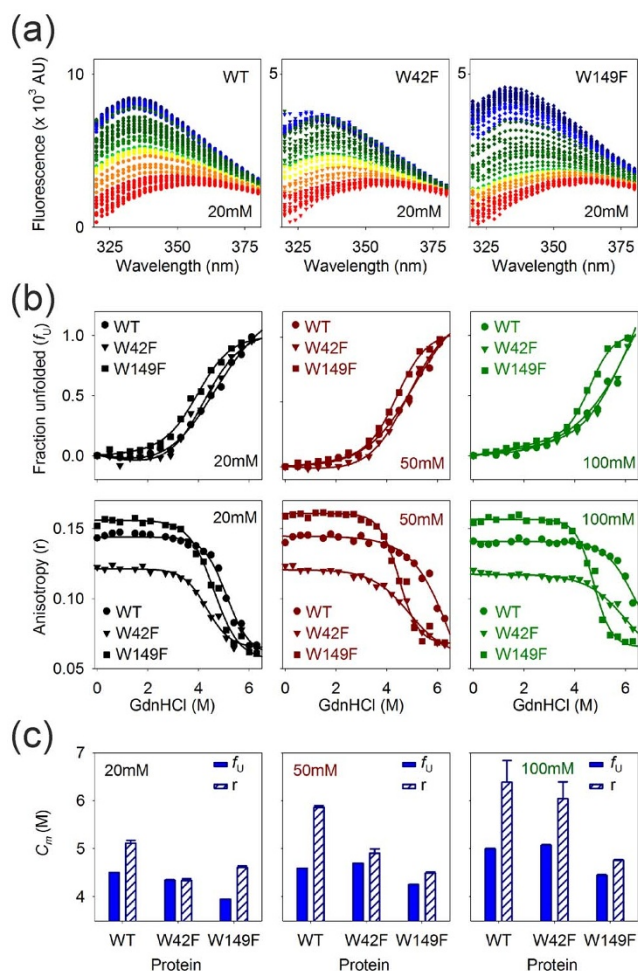 (a)
Fluorescence (x 10³ AU)
10
0
WT
20mM
325 350 375
Wavelength (nm)
5
W42F
20mM
325 350 375
Wavelength (nm)
5
W149F
20mM
325 350 375
Wavelength (nm)
(b)
Fraction unfolded (fU)
1.0
0.5
0.0
WT
W42F
W149F
20mM
WT
W42F
W149F
50mM
WT
W42F
W149F
100mM
Anisotropy (r)
0.15
0.10
0.05
20mM
WT
W42F
W149F
0 2 4 6
GdnHCl (M)
50mM
WT
W42F
W149F
0 2 4 6
GdnHCl (M)
100mM
WT
W42F
W149F
0 2 4 6
GdnHCl (M)
(c)
Cm (M)
7
6
5
4
20mM
fU
r
WT W42F W149F
Protein
50mM
fU
r
WT W42F W149F
Protein
100mM
fU
r
WT W42F W149F
Protein